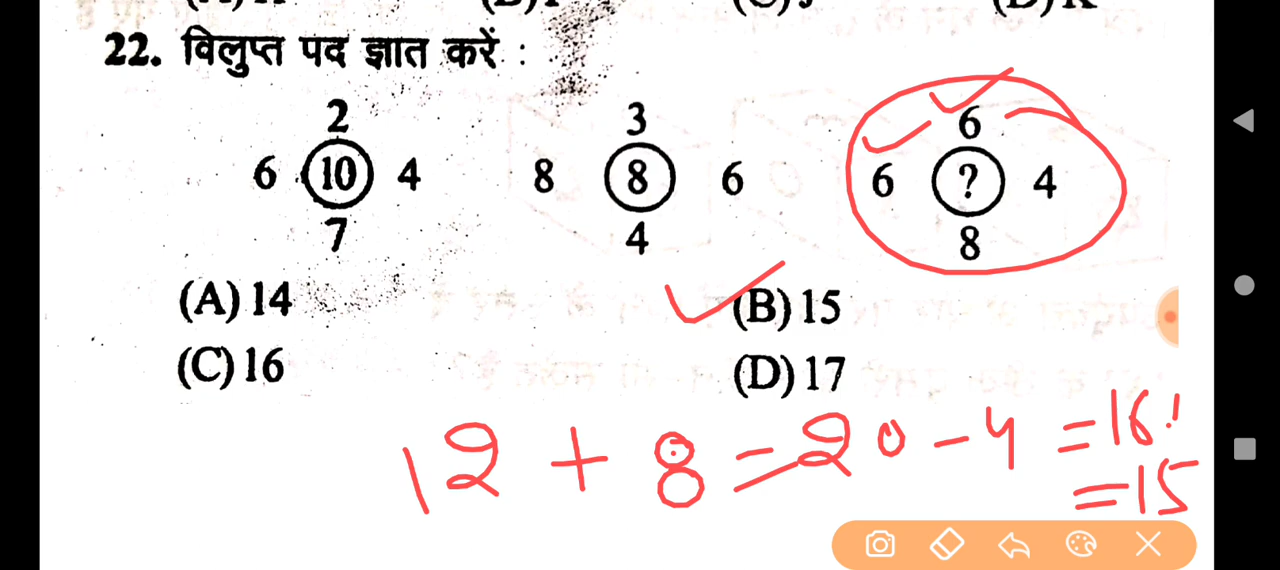 22. विलुप्त पद ज्ञात करें :
2 3 6
6 10 4 8 8 6 6 ? 4
7 4 8
(A) 14 (B) 15
(C) 16 (D) 17
12 + 8 = 20 - 4 = 16
= 15